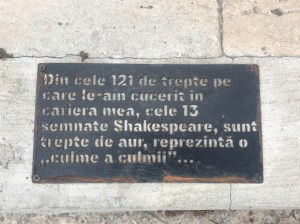 Din cele 121 de trepte pe
care le-am cucerit in
cariera mea, cele 13
semnate Shakespeare, sunt
trepte de aur, reprezintă o
,,culme a culmii"...